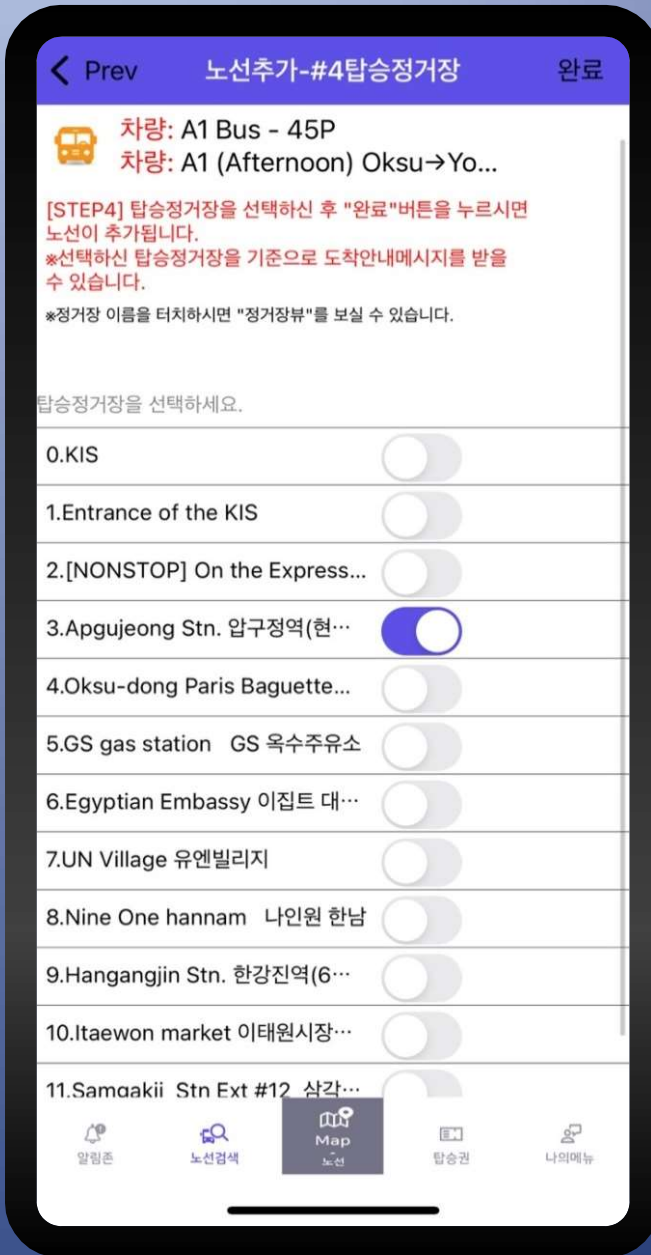 Prev 노선추가-#4탑승정거장 완료
차량: A1 Bus - 45P
차량: A1 (Afternoon) Oksu→Yo...
[STEP4] 탑승정거장을 선택하신 후 "완료"버튼을 누르시면
노선이 추가됩니다.
※선택하신 탑승정거장을 기준으로 도착안내메시지를 받을
수 있습니다.
※정거장 이름을 터치하시면 "정거장뷰"를 보실 수 있습니다.
탑승정거장을 선택하세요.
0.KIS
1.Entrance of the KIS
2.[NONSTOP] On the Express...
3.Apgujeong Stn. 압구정역(현…
4.Oksu-dong Paris Baguette...
5.GS gas station GS 옥수주유소
6.Egyptian Embassy 이집트 대…
7.UN Village 유엔빌리지
8.Nine One hannam 나인원 한남
9.Hangangjin Stn. 한강진역(6…
10.Itaewon market 이태원시장…
11.Samgakji Stn Ext #12 삼각…
알림존 노선검색 Map - 노선 탑승권 나의메뉴